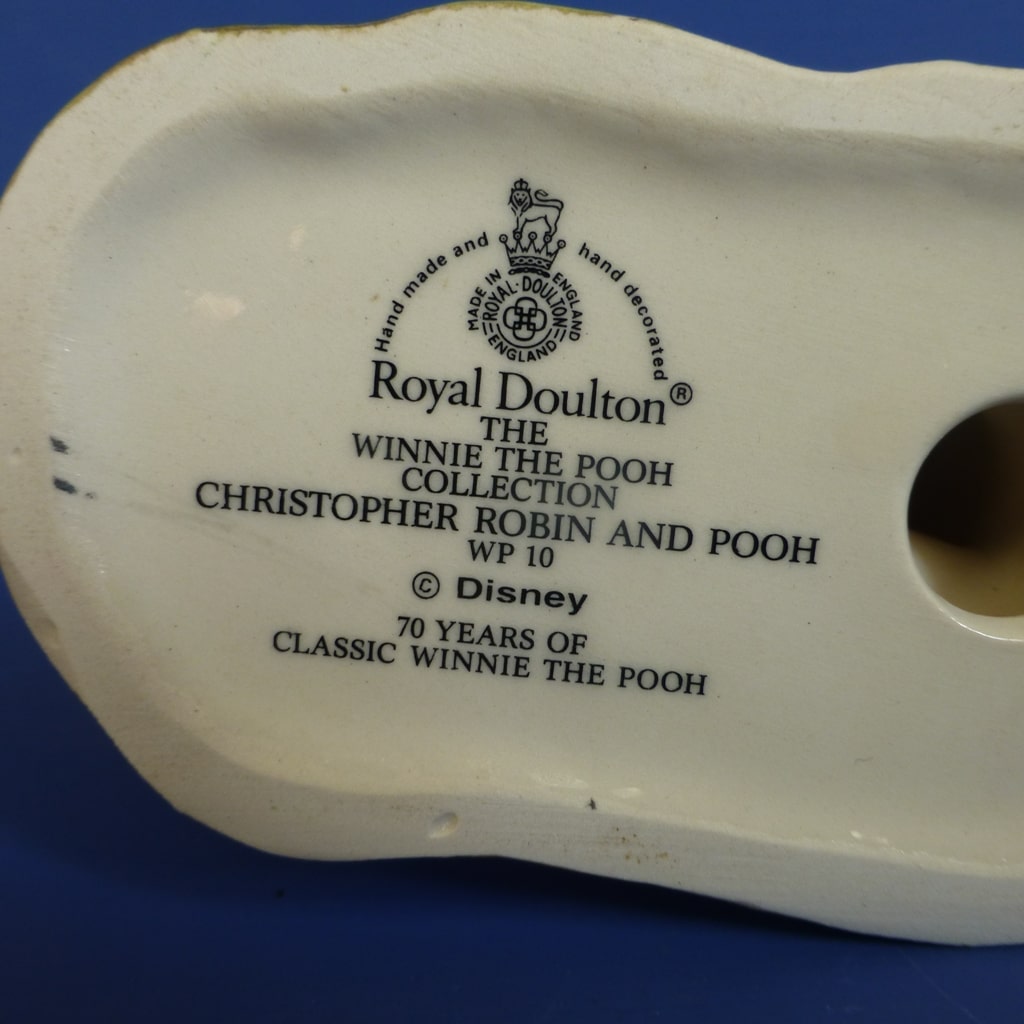 Hand made and hand decorated
MADE IN ENGLAND
ROYAL·DOULTON
ENGLAND
Royal Doulton®
THE
WINNIE THE POOH
COLLECTION
CHRISTOPHER ROBIN AND POOH
WP 10
© Disney
70 YEARS OF
CLASSIC WINNIE THE POOH